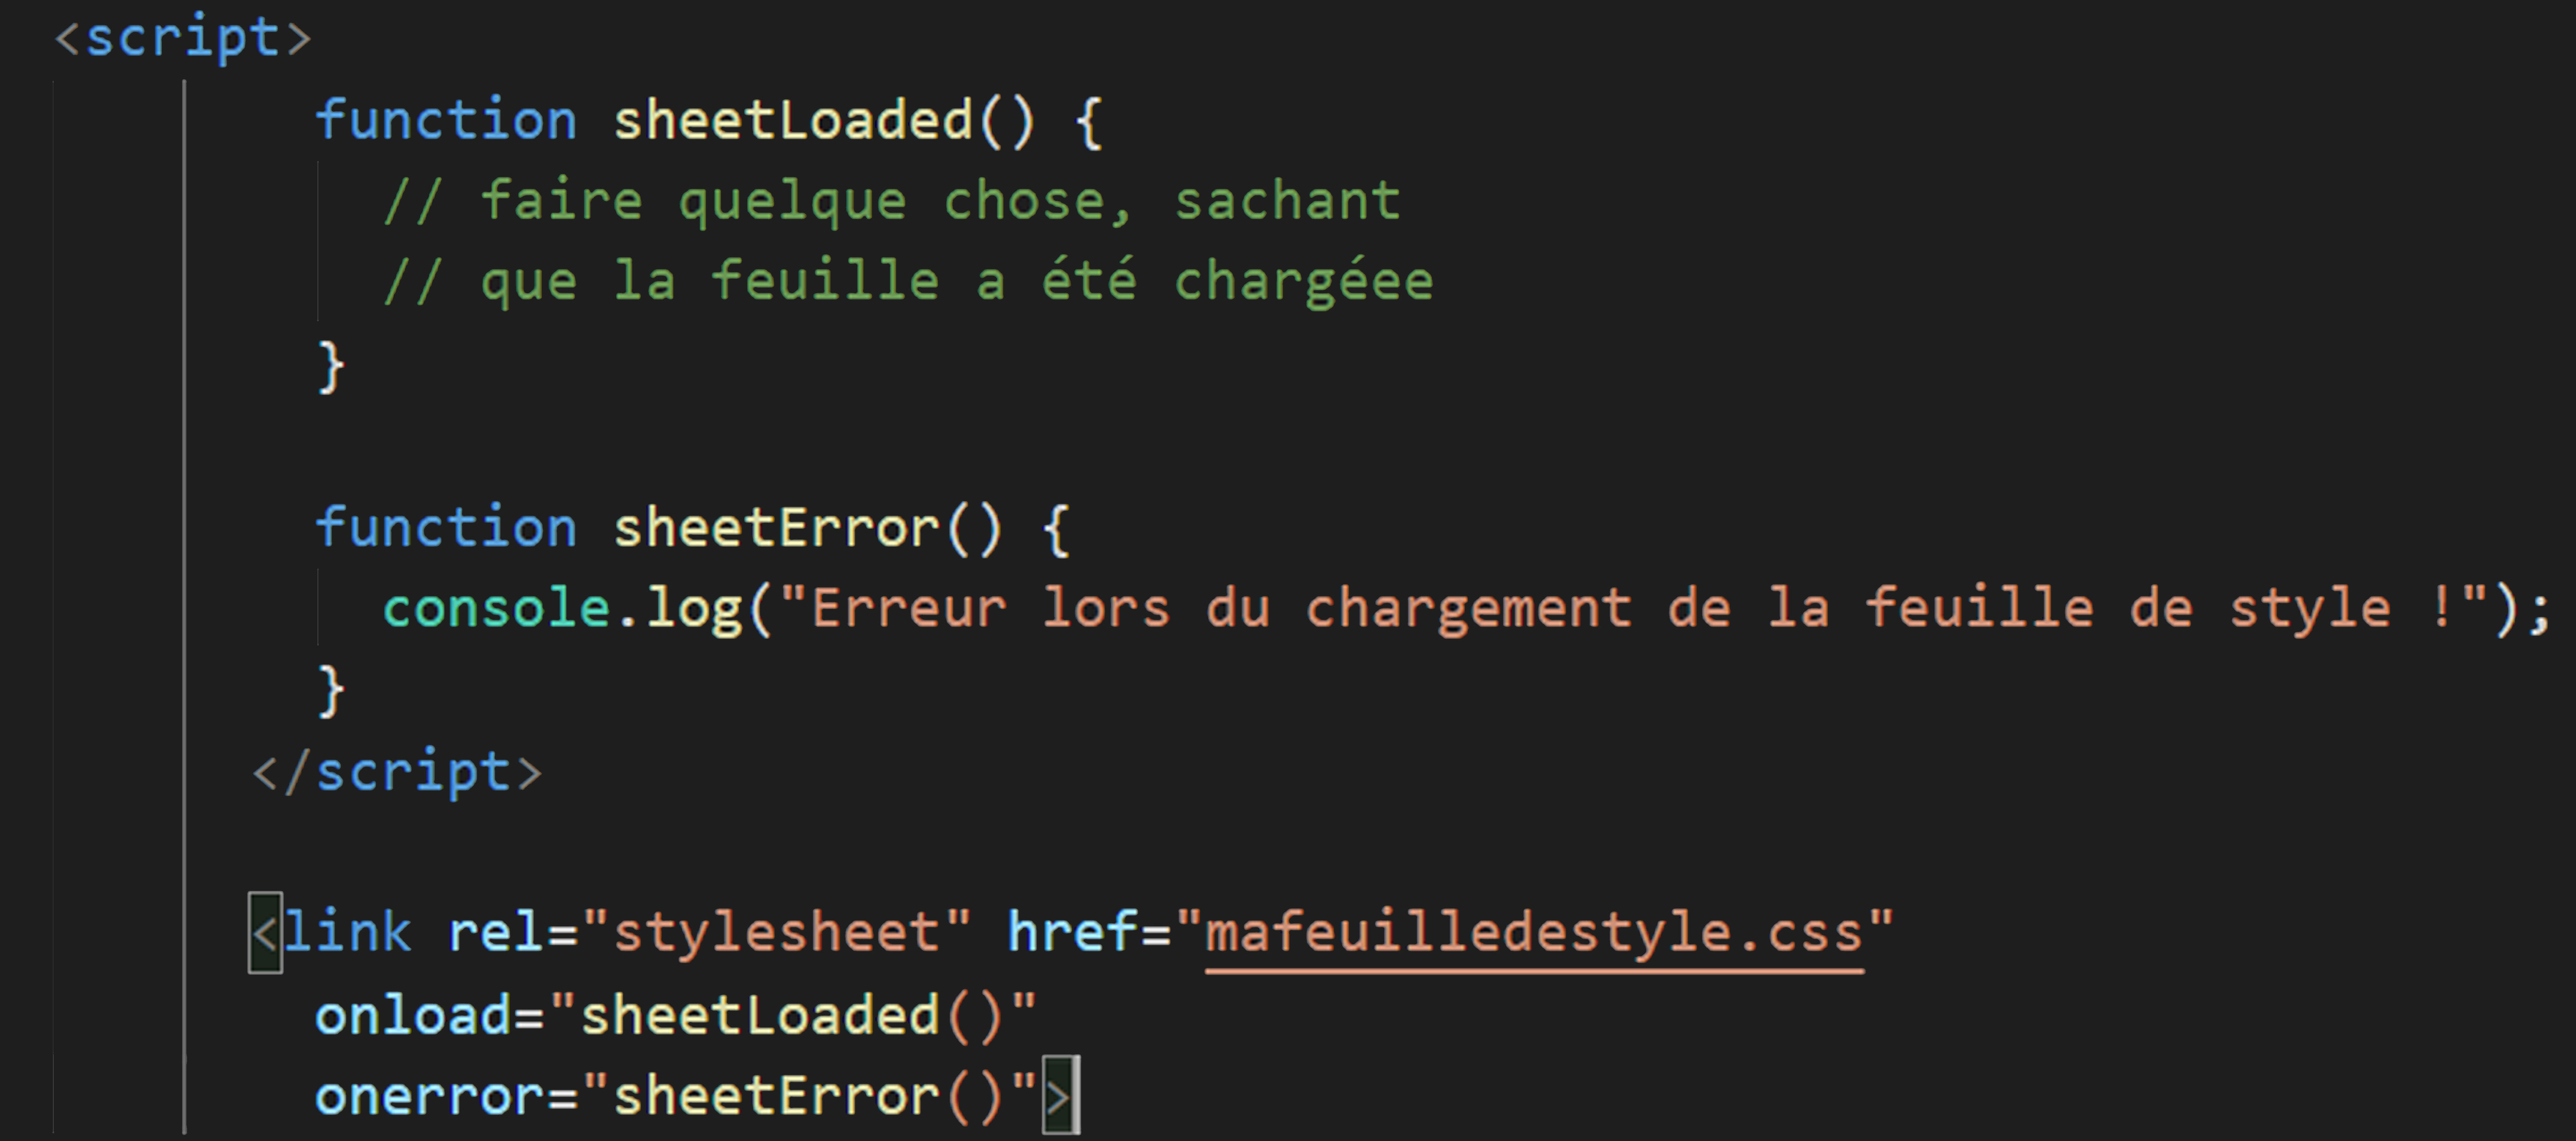 <script>
function sheetLoaded() {
// faire quelque chose, sachant
// que la feuille a été chargéee
}
function sheetError() {
console.log("Erreur lors du chargement de la feuille de style !");
}
</script>
<link rel="stylesheet" href="mafeuilledestyle.css"
onload="sheetLoaded()"
onerror="sheetError()">